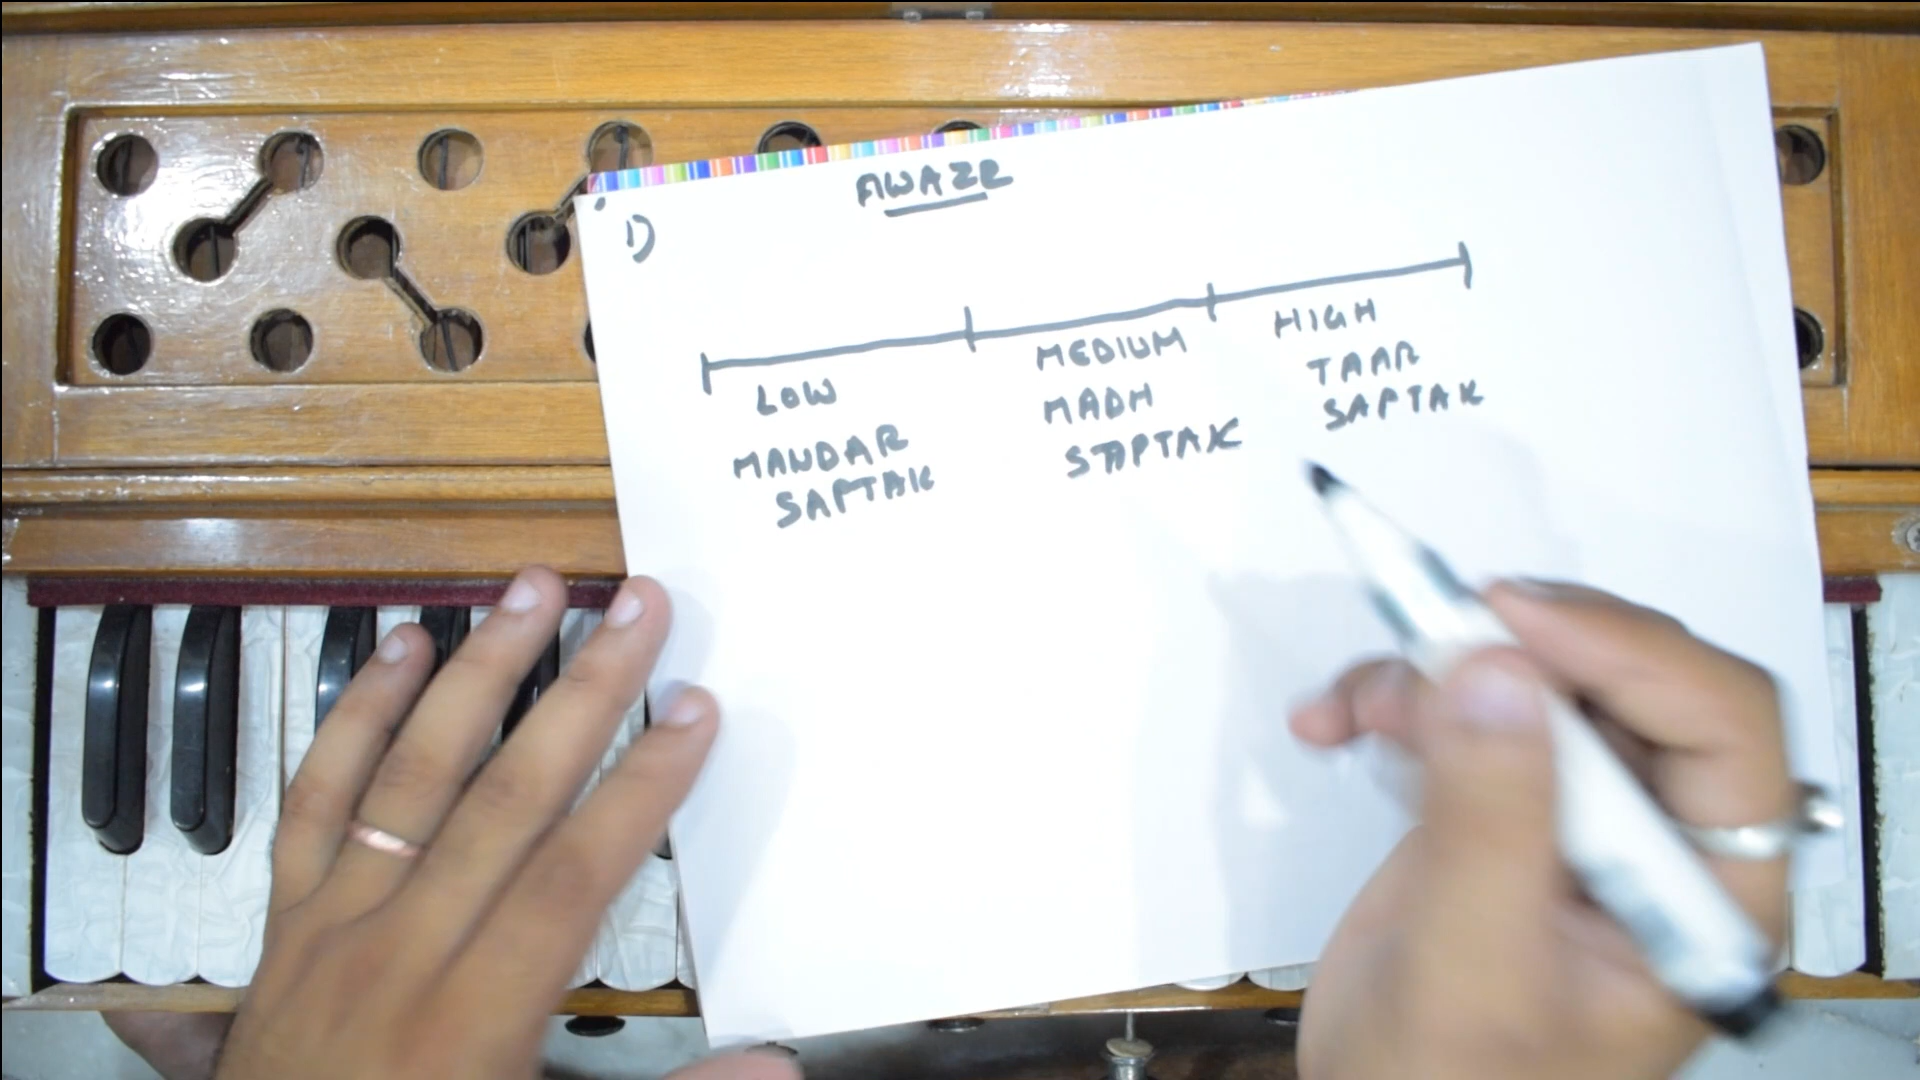 AWAZE
1)
LOW
MANDAR
SAPTAK
MEDIUM
MADH
SAPTAK
HIGH
TAAR
SAPTAK